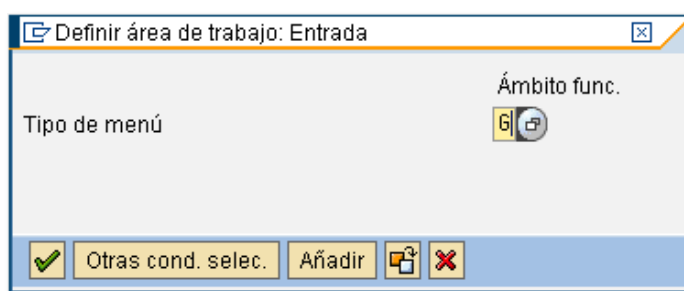 Definir área de trabajo: Entrada
Ámbito func.
Tipo de menú G
Otras cond. selec. Añadir